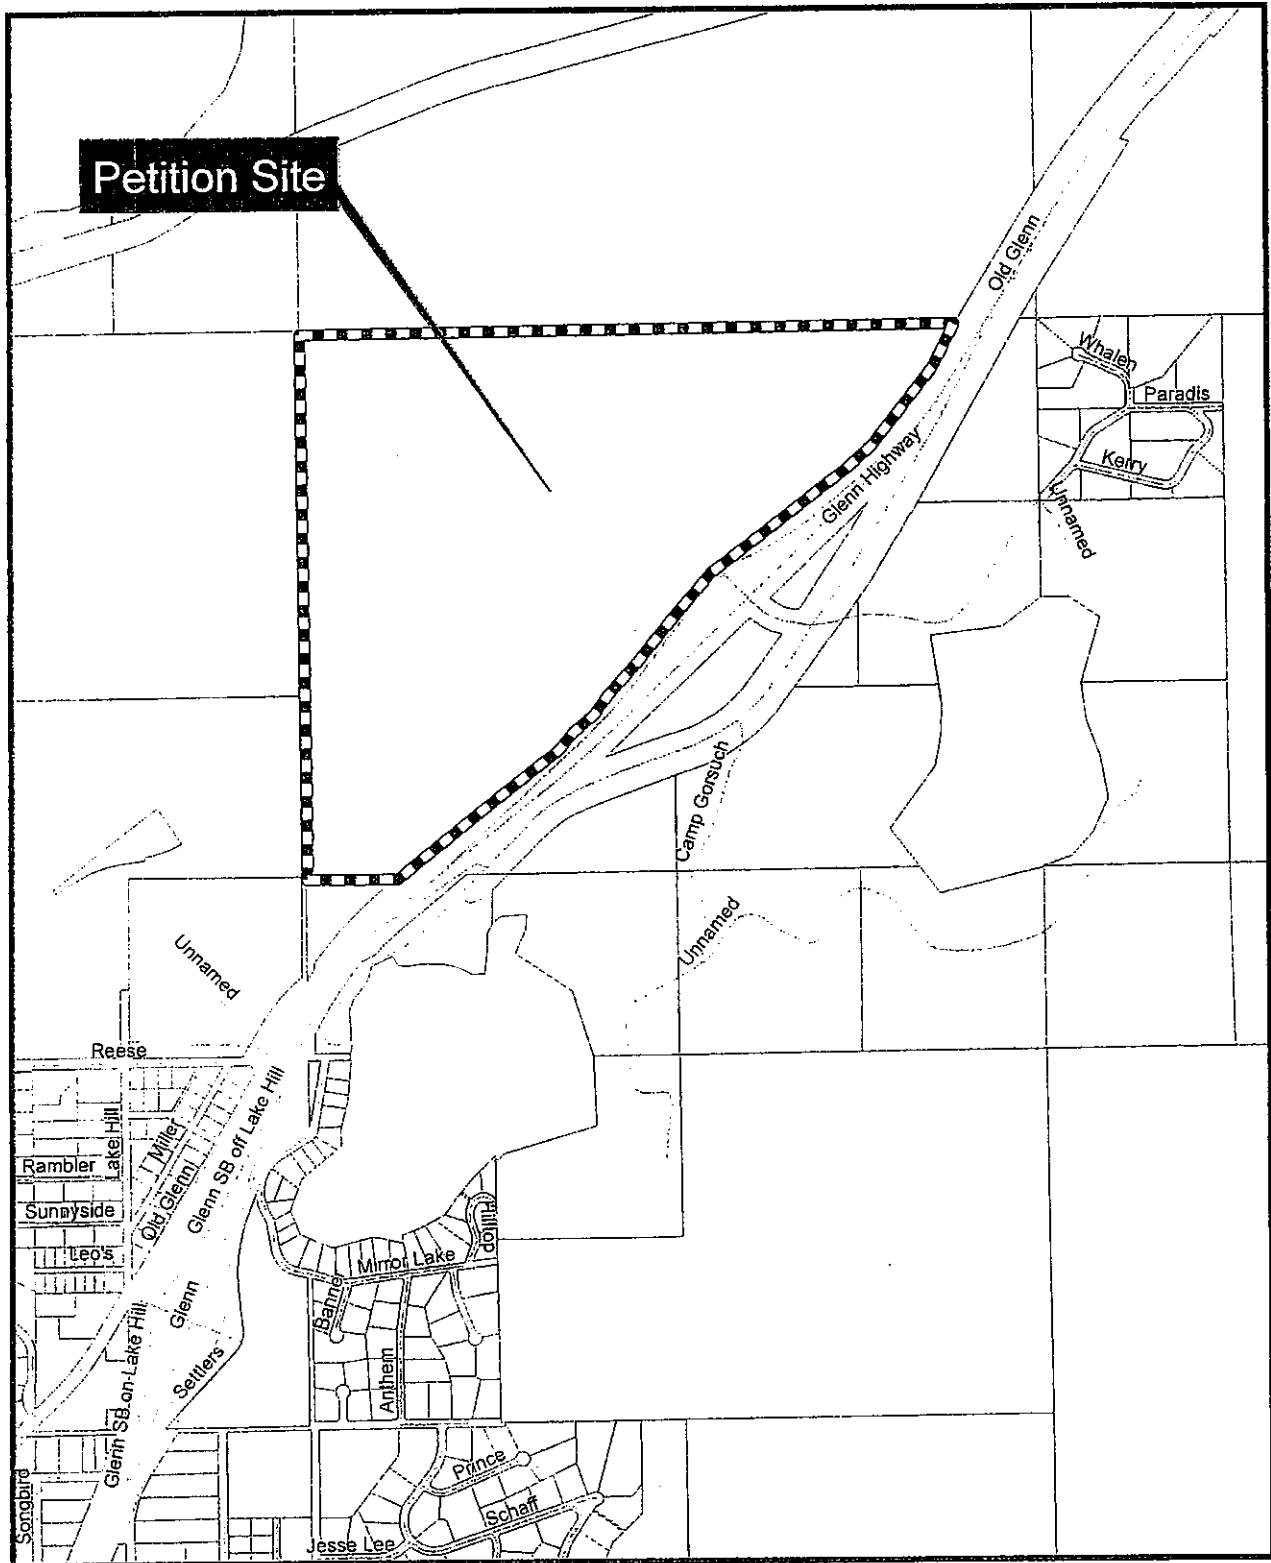 Petition Site
Old Glenn
Whalen
Paradis
Glenn Highway
Kerry
Unnamed
Camp Gorsuch
Unnamed
Unnamed
Reese
Lake Hill
Miller
Glenn SB off Lake Hill
Rambler
Old Glenn
Sunnyside
Hilltop
Leo's
Mirror Lake
Glenn
Glenn SB on Lake Hill
Settlers
Anthem
Prince
Schaff
Jesse Lee